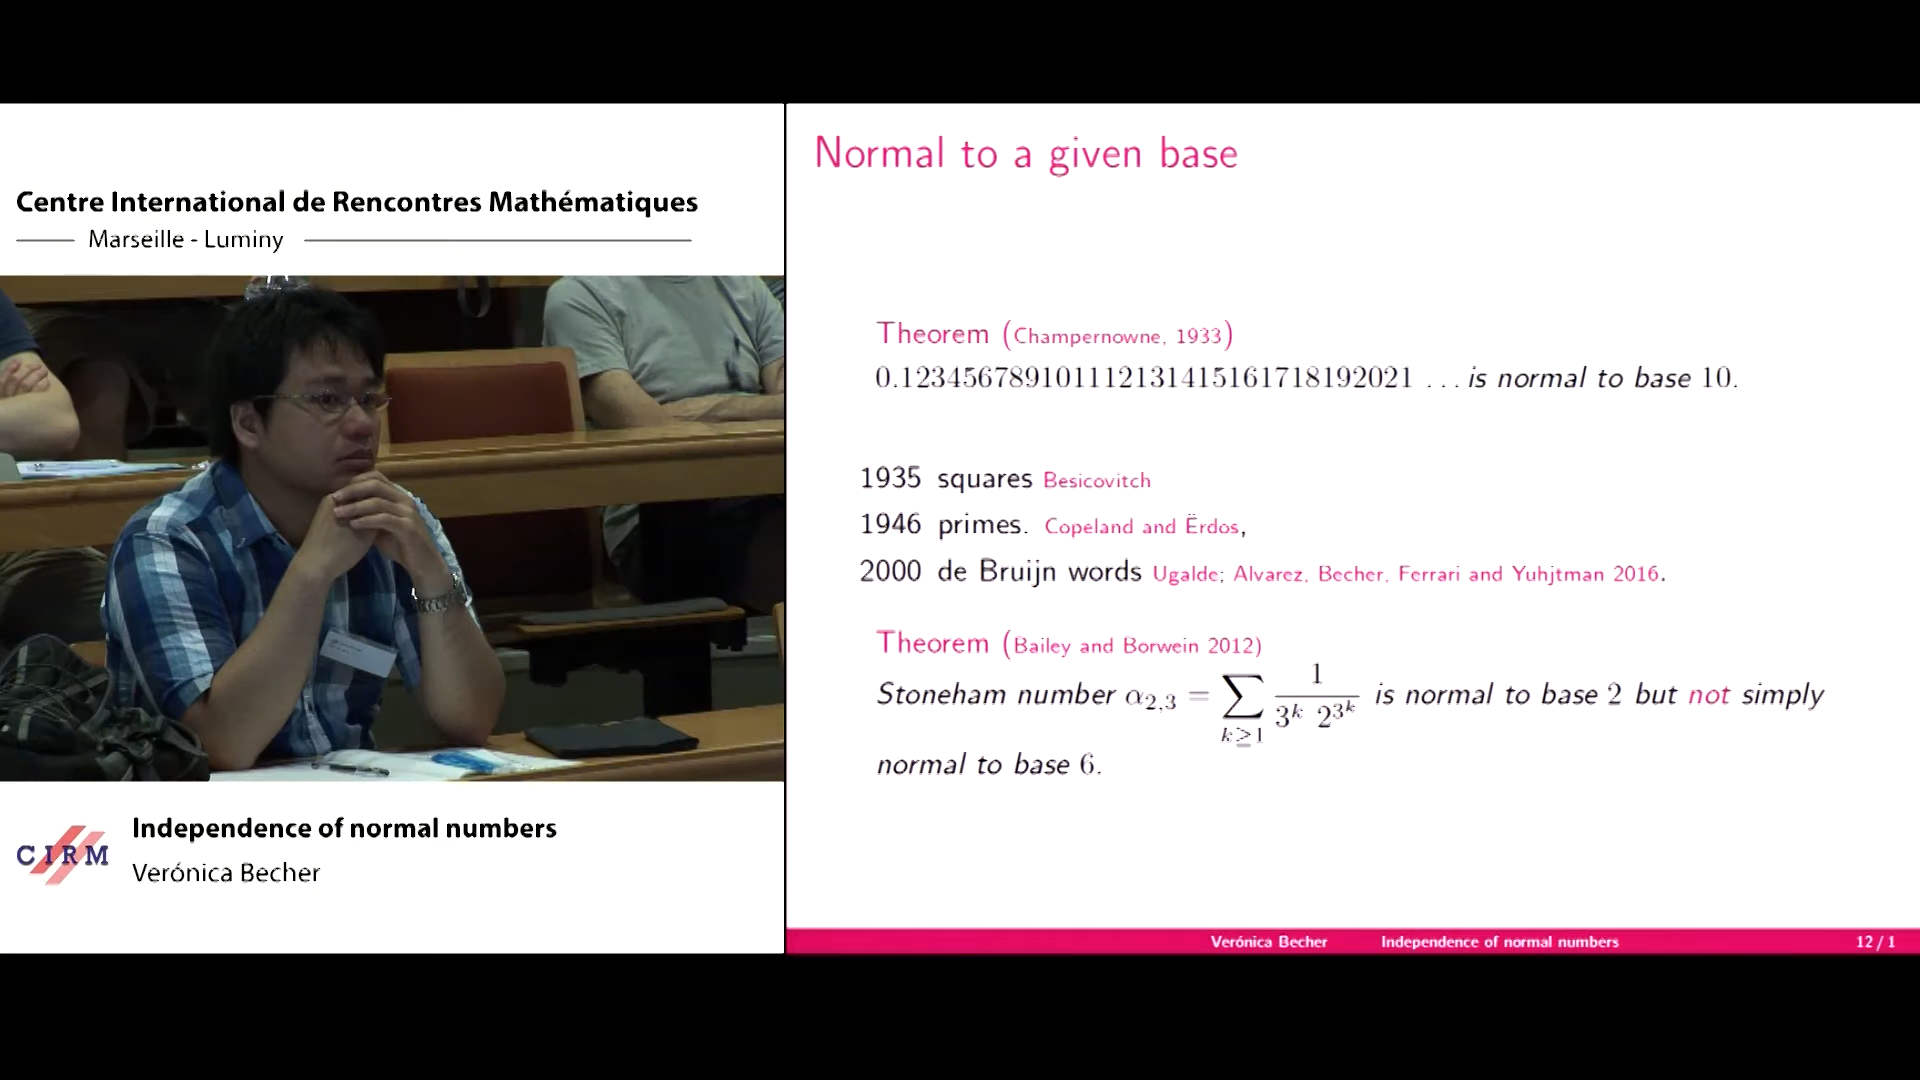 Centre International de Rencontres Mathématiques
Marseille - Luminy
CIRM
Independence of normal numbers
Verónica Becher
Normal to a given base
Theorem (Champernowne, 1933)
0.123456789101112131415161718192021 ... is normal to base 10.
1935 squares Besicovitch
1946 primes. Copeland and Ërdos,
2000 de Bruijn words Ugalde; Alvarez, Becher, Ferrari and Yuhjtman 2016.
Theorem (Bailey and Borwein 2012)
Stoneham number α_{2,3} = ∑_{k≥1} 1/(3^k 2^{3^k}) is normal to base 2 but not simply
normal to base 6.
Verónica Becher Independence of normal numbers 12 / 1